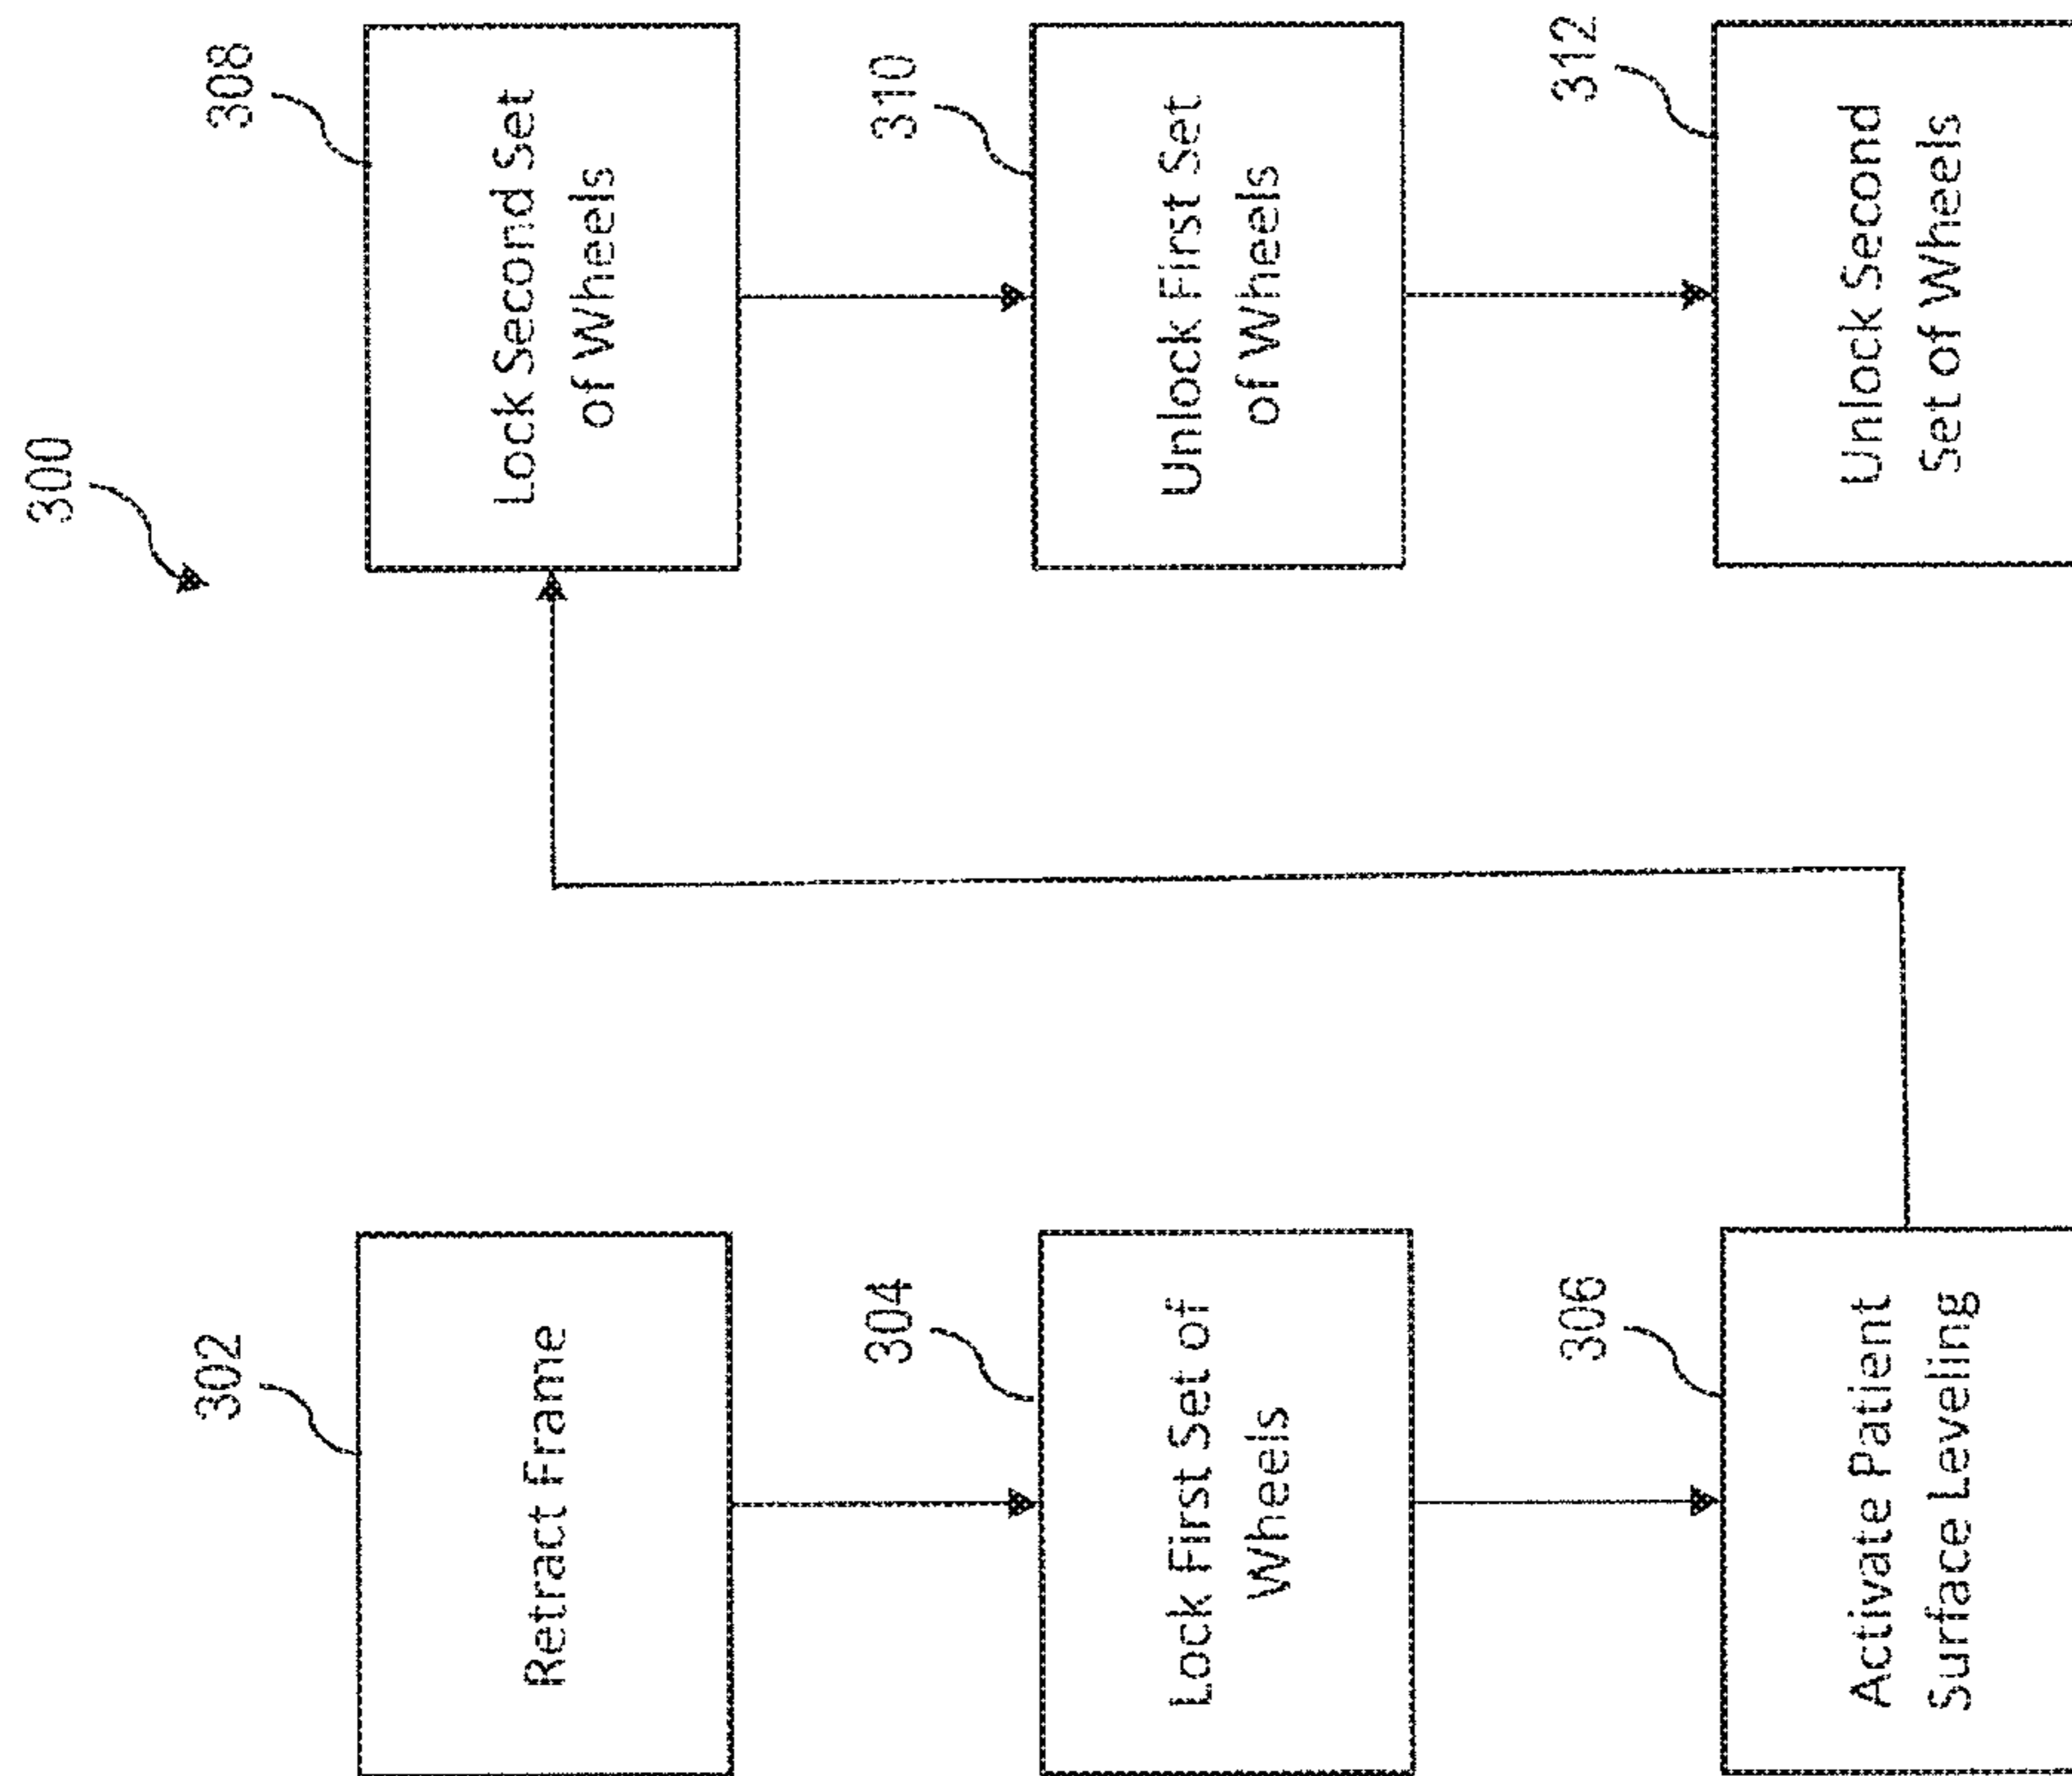 300
302
Retract Frame
304
Lock First Set of
Wheels
306
Activate Patient
Surface Leveling
308
Lock Second Set
of Wheels
310
Unlock First Set
of Wheels
312
Unlock Second
Set of Wheels